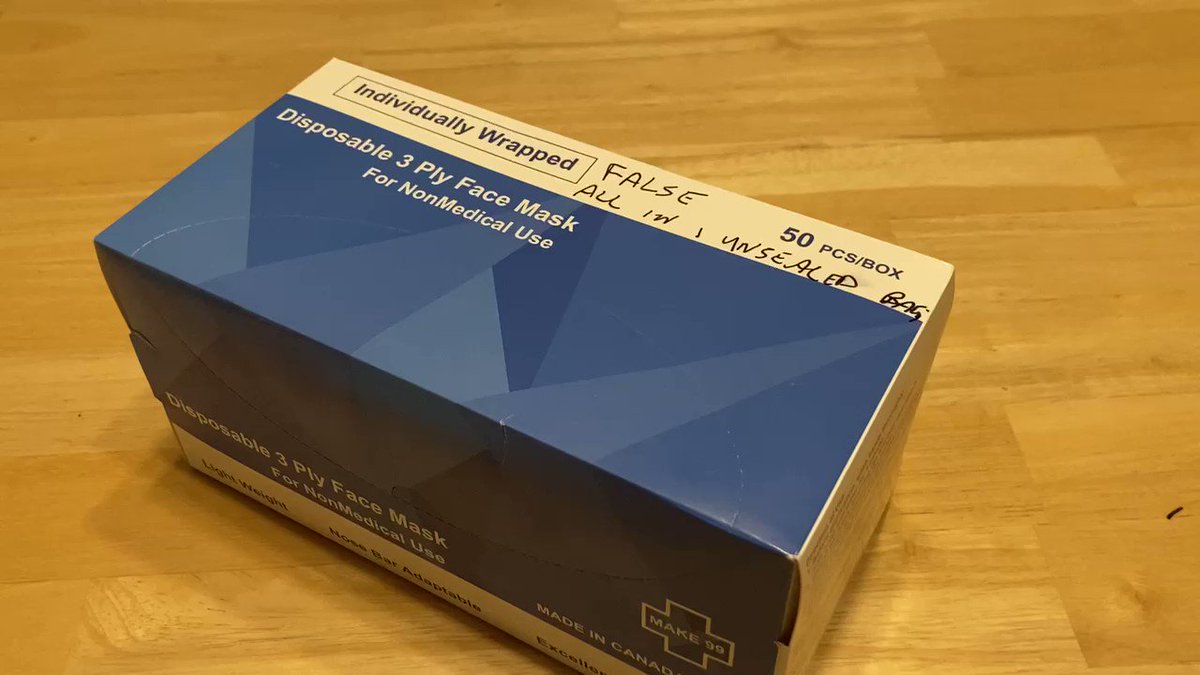 Individually Wrapped
FALSE
ALL IN 1 UNSEALED BAG
50 PCS/BOX
Disposable 3 Ply Face Mask
For NonMedical Use
Disposable 3 Ply Face Mask
For NonMedical Use
Light Weight
Nose Bar Adaptable
Excellen
MADE IN CANADA
MAKE 99